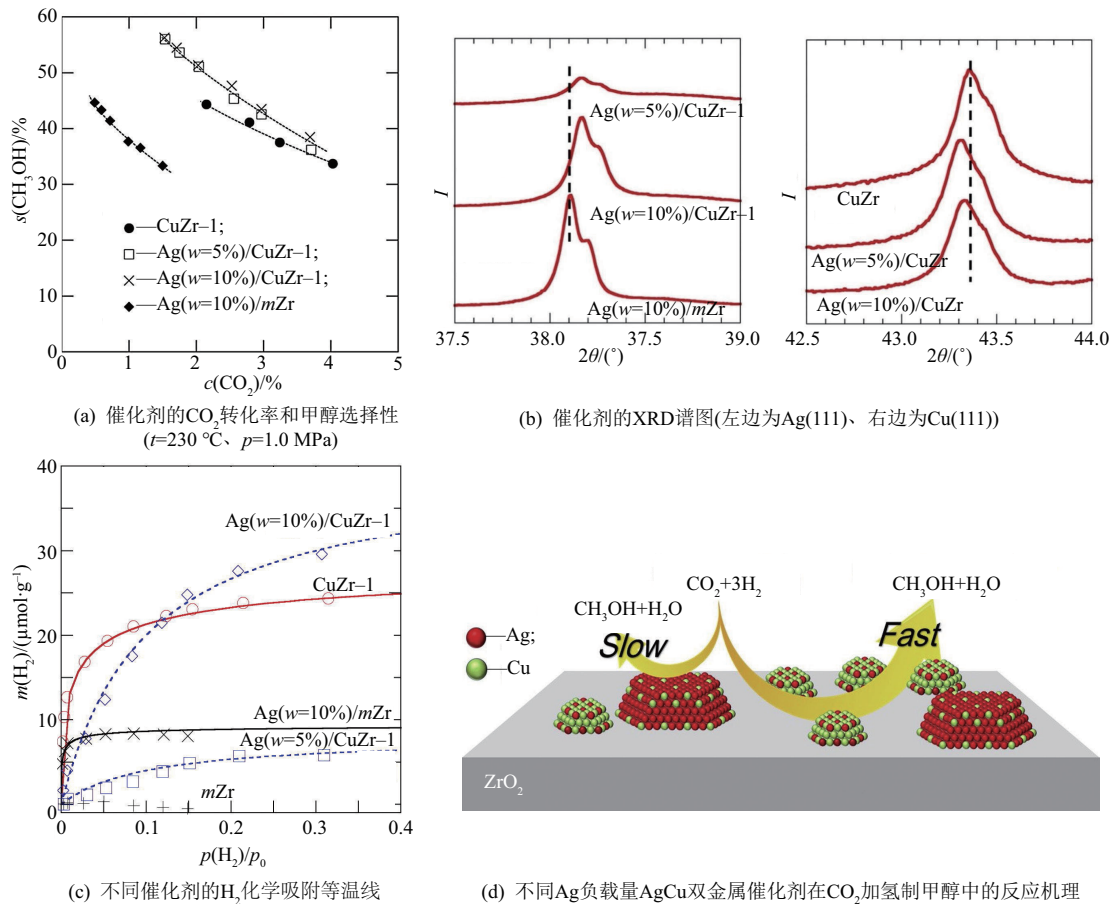 60
50
40
30
20
10
0
s(CH₃OH)/%
●—CuZr–1;
□—Ag(w=5%)/CuZr–1;
×—Ag(w=10%)/CuZr–1;
◆—Ag(w=10%)/mZr
0 1 2 3 4 5
c(CO₂)/%
(a) 催化剂的CO₂转化率和甲醇选择性
(t=230 ℃、p=1.0 MPa)
I
Ag(w=5%)/CuZr–1
Ag(w=10%)/CuZr–1
Ag(w=10%)/mZr
37.5 38.0 37.5 39.0
2θ/(°)
I
CuZr
Ag(w=5%)/CuZr
Ag(w=10%)/CuZr
42.5 43.0 43.5 44.0
2θ/(°)
(b) 催化剂的XRD谱图(左边为Ag(111)、右边为Cu(111))
40
30
20
10
0
m(H₂)/(μmol·g⁻¹)
Ag(w=10%)/CuZr–1
CuZr–1
Ag(w=10%)/mZr
Ag(w=5%)/CuZr–1
mZr
0 0.1 0.2 0.3 0.4
p(H₂)/p₀
(c) 不同催化剂的H₂化学吸附等温线
CO₂+3H₂
CH₃OH+H₂O
CH₃OH+H₂O
Slow
Fast
—Ag;
—Cu
ZrO₂
(d) 不同Ag负载量AgCu双金属催化剂在CO₂加氢制甲醇中的反应机理